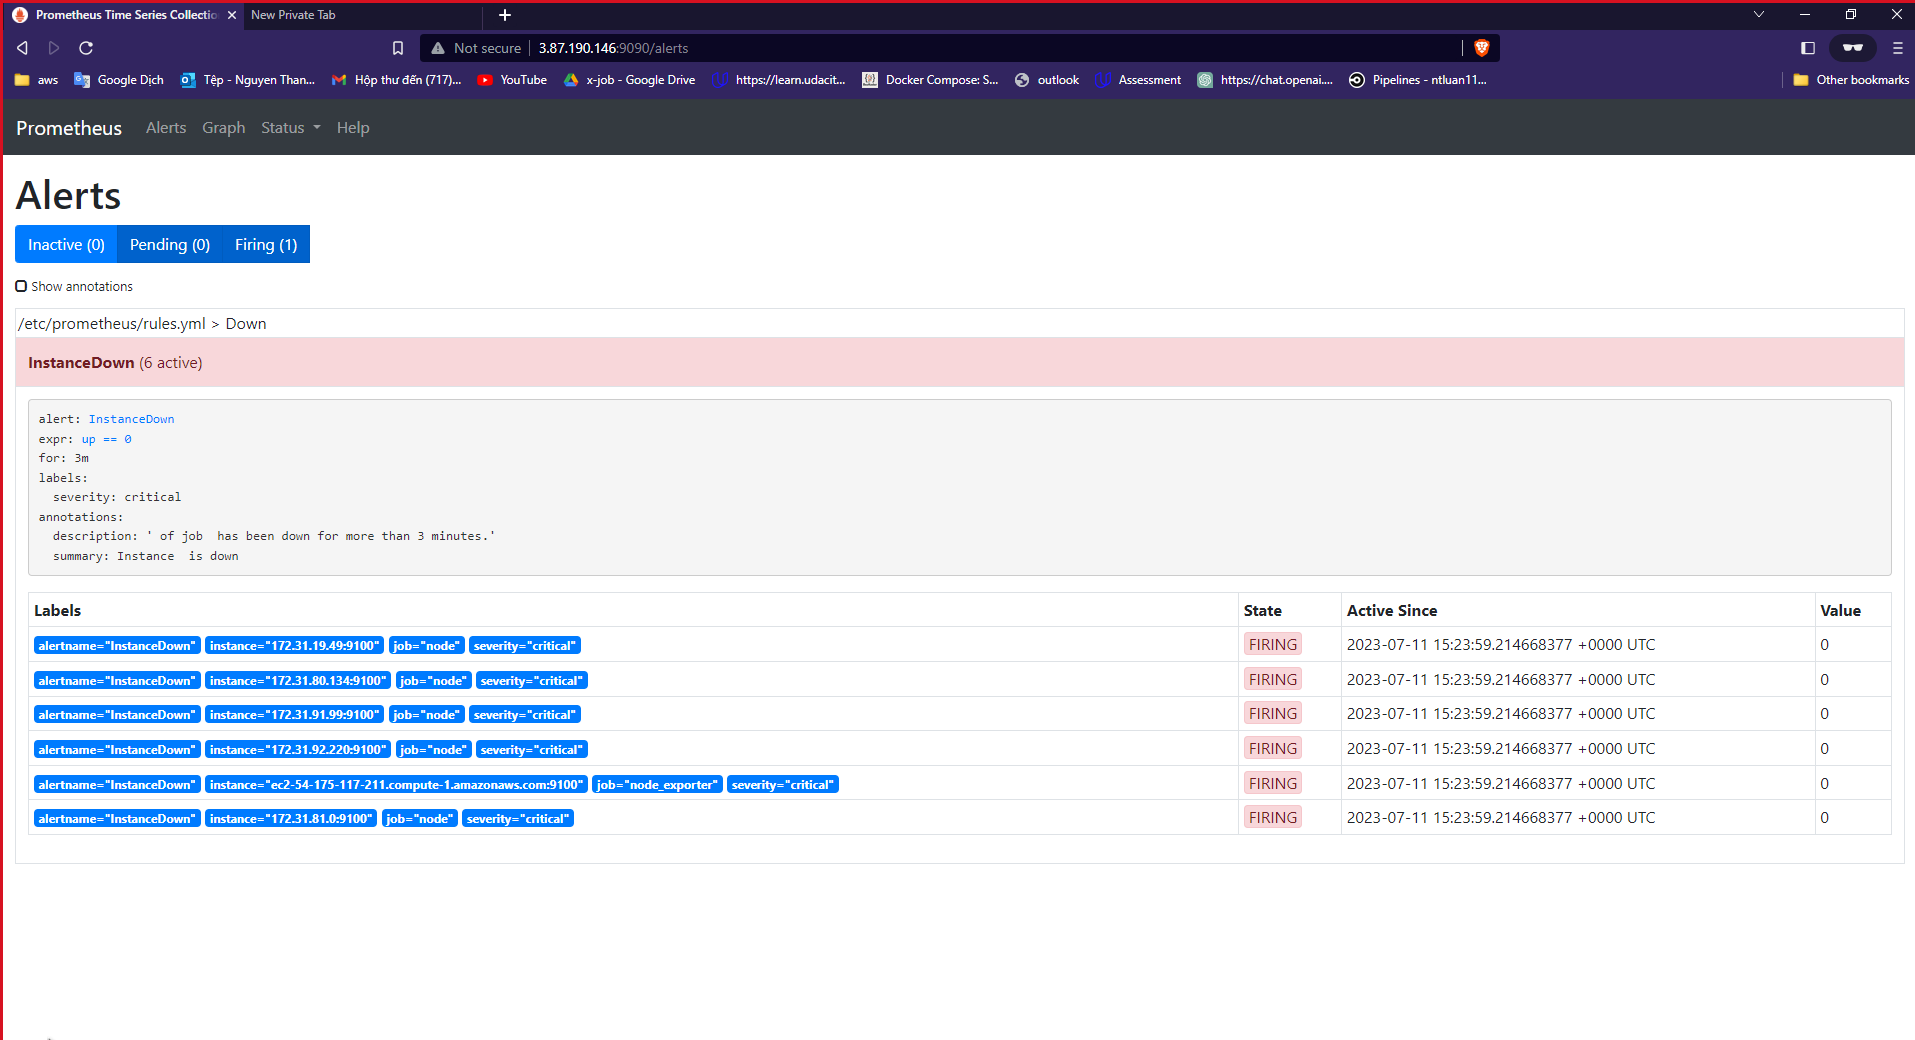 Prometheus Time Series Collectio
New Private Tab
Not secure
3.87.190.146:9090/alerts
aws
Google Dịch
Tệp - Nguyen Than...
Hộp thư đến (717)...
YouTube
x-job - Google Drive
https://learn.udacit...
Docker Compose: S...
outlook
Assessment
https://chat.openai....
Pipelines - ntluan11...
Other bookmarks
Prometheus
Alerts
Graph
Status
Help
Alerts
Inactive (0)
Pending (0)
Firing (1)
Show annotations
/etc/prometheus/rules.yml > Down
InstanceDown (6 active)
alert: InstanceDown
expr: up == 0
for: 3m
labels:
  severity: critical
annotations:
  description: ' of job  has been down for more than 3 minutes.'
  summary: Instance  is down
Labels State Active Since Value
alertname="InstanceDown" instance="172.31.19.49:9100" job="node" severity="critical" FIRING 2023-07-11 15:23:59.214668377 +0000 UTC 0
alertname="InstanceDown" instance="172.31.80.134:9100" job="node" severity="critical" FIRING 2023-07-11 15:23:59.214668377 +0000 UTC 0
alertname="InstanceDown" instance="172.31.91.99:9100" job="node" severity="critical" FIRING 2023-07-11 15:23:59.214668377 +0000 UTC 0
alertname="InstanceDown" instance="172.31.92.220:9100" job="node" severity="critical" FIRING 2023-07-11 15:23:59.214668377 +0000 UTC 0
alertname="InstanceDown" instance="ec2-54-175-117-211.compute-1.amazonaws.com:9100" job="node_exporter" severity="critical" FIRING 2023-07-11 15:23:59.214668377 +0000 UTC 0
alertname="InstanceDown" instance="172.31.81.0:9100" job="node" severity="critical" FIRING 2023-07-11 15:23:59.214668377 +0000 UTC 0